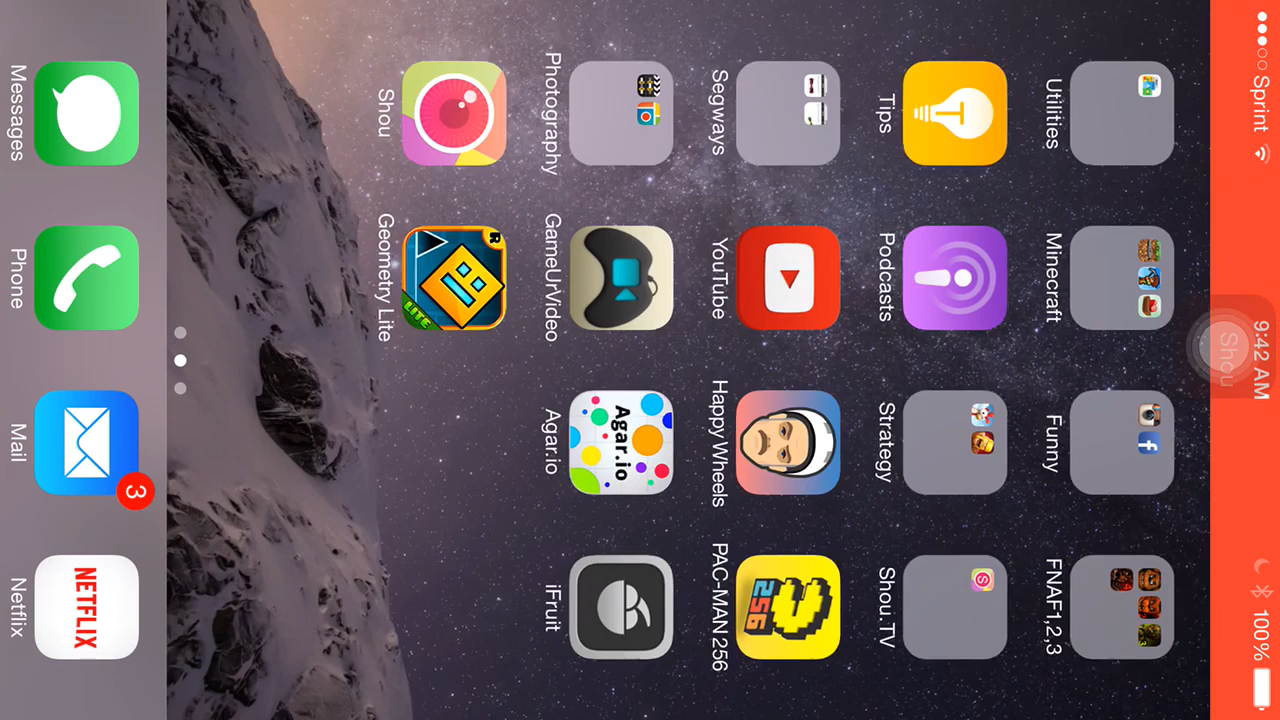 Sprint 9:42 AM 100%
Shou
Utilities Minecraft Funny FNAF1,2,3
Tips Podcasts Strategy Shou.TV
Segways YouTube HappyWheels PAC-MAN 256
256
Photography GameUrVideo Agar.io iFruit
Agar.io
Shou Geometry Lite
R
LITE
3
NETFLIX
Messages Phone Mail Netflix